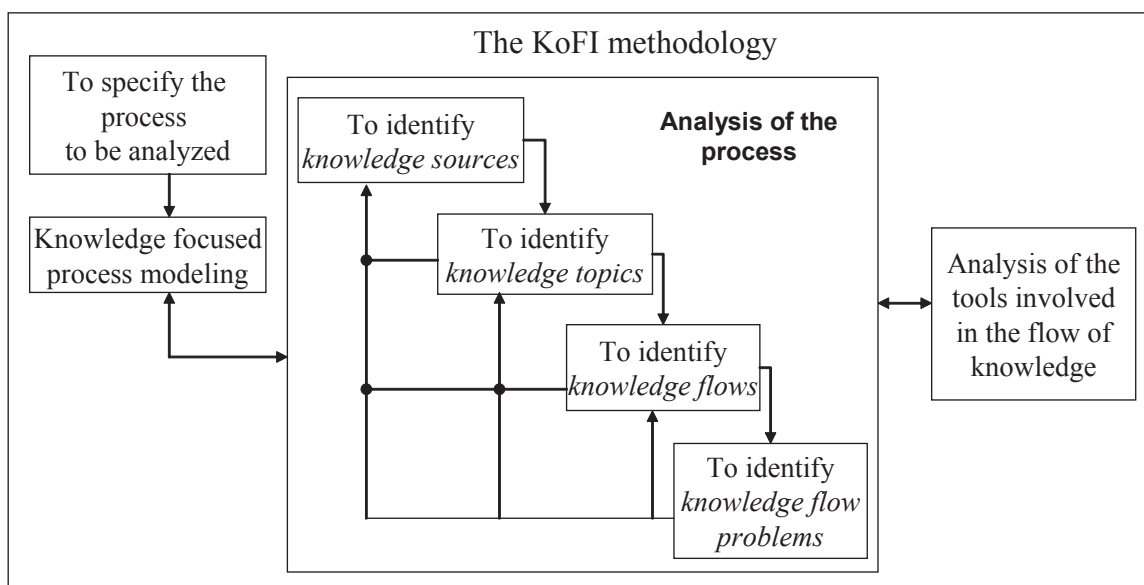 The KoFI methodology
To specify the
process
to be analyzed
Knowledge focused
process modeling
Analysis of the
process
To identify
knowledge sources
To identify
knowledge topics
To identify
knowledge flows
To identify
knowledge flow
problems
Analysis of the
tools involved
in the flow of
knowledge